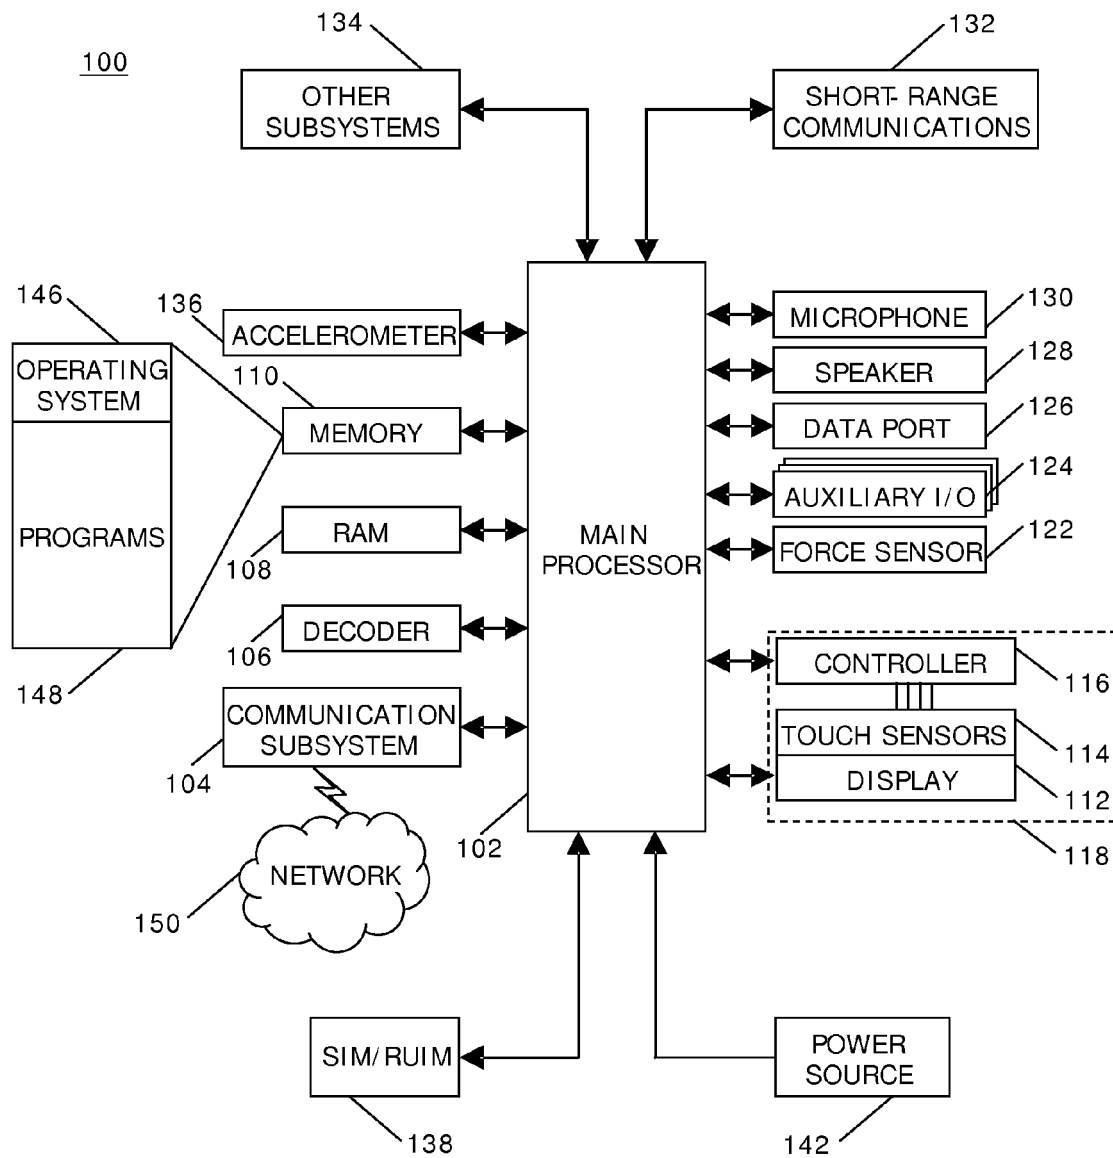 134
132
100
OTHER
SUBSYSTEMS
SHORT-RANGE
COMMUNICATIONS
146
136
ACCELEROMETER
MICROPHONE
130
OPERATING
SYSTEM
110
SPEAKER
128
MEMORY
DATA PORT
126
AUXILIARY I/O
124
PROGRAMS
RAM
108
MAIN
PROCESSOR
FORCE SENSOR
122
DECODER
106
CONTROLLER
116
148
COMMUNICATION
SUBSYSTEM
104
TOUCH SENSORS
114
DISPLAY
112
102
118
NETWORK
150
SIM/RUIM
138
POWER
SOURCE
142